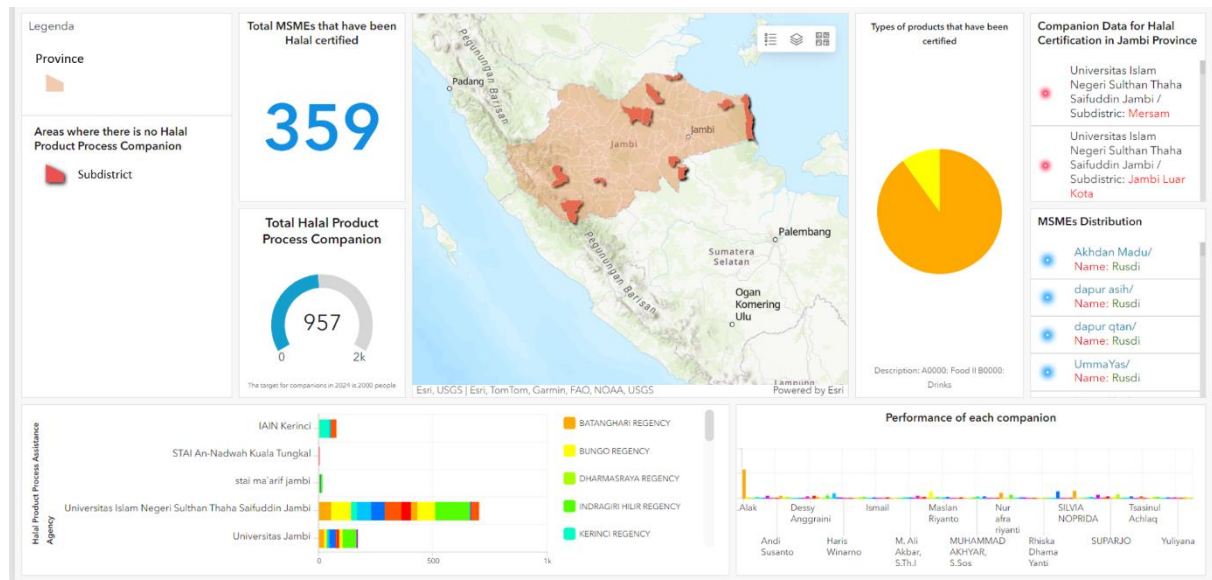 Legenda
Province
Areas where there is no Halal
Product Process Companion
Subdistrict
Total MSMEs that have been
Halal certified
359
Total Halal Product
Process Companion
957
0
2k
The target for companions in 2024 is 2000 people
Pegunungan Barisan
Padang
Jambi
Jambi
Palembang
Sumatera
Selatan
Pegunungan Barisan
Ogan
Komering
Ulu
Lampung
Esri, USGS | Esri, TomTom, Garmin, FAO, NOAA, USGS
Powered by Esri
Types of products that have been
certified
Description: A0000: Food II B0000:
Drinks
Companion Data for Halal
Certification in Jambi Province
Universitas Islam
Negeri Sulthan Thaha
Saifuddin Jambi /
Subdistric: Mersam
Universitas Islam
Negeri Sulthan Thaha
Saifuddin Jambi /
Subdistric: Jambi Luar
Kota
MSMEs Distribution
Akhdan Madu/
Name: Rusdi
dapur asih/
Name: Rusdi
dapur qtan/
Name: Rusdi
UmmaYas/
Name: Rusdi
Halal Product Process Assistance
Agency
IAIN Kerinci
STAI An-Nadwah Kuala Tungkal
stai ma'arif jambi
Universitas Islam Negeri Sulthan Thaha Saifuddin Jambi
Universitas Jambi
0
500
1k
BATANGHARI REGENCY
BUNGO REGENCY
DHARMASRAYA REGENCY
INDRAGIRI HILIR REGENCY
KERINCI REGENCY
Performance of each companion
Alak
Dessy
Anggraini
Ismail
Maslan
Riyanto
Nur
afra
riyanti
SILVIA
NOPRIDA
Tsasinul
Achlaq
Andi
Susanto
Haris
Winarno
M. Ali
Akbar,
S.Th.I
MUHAMMAD
AKHYAR,
S.Sos
Rhiska
Dhama
Yanti
SUPARJO
Yuliyana